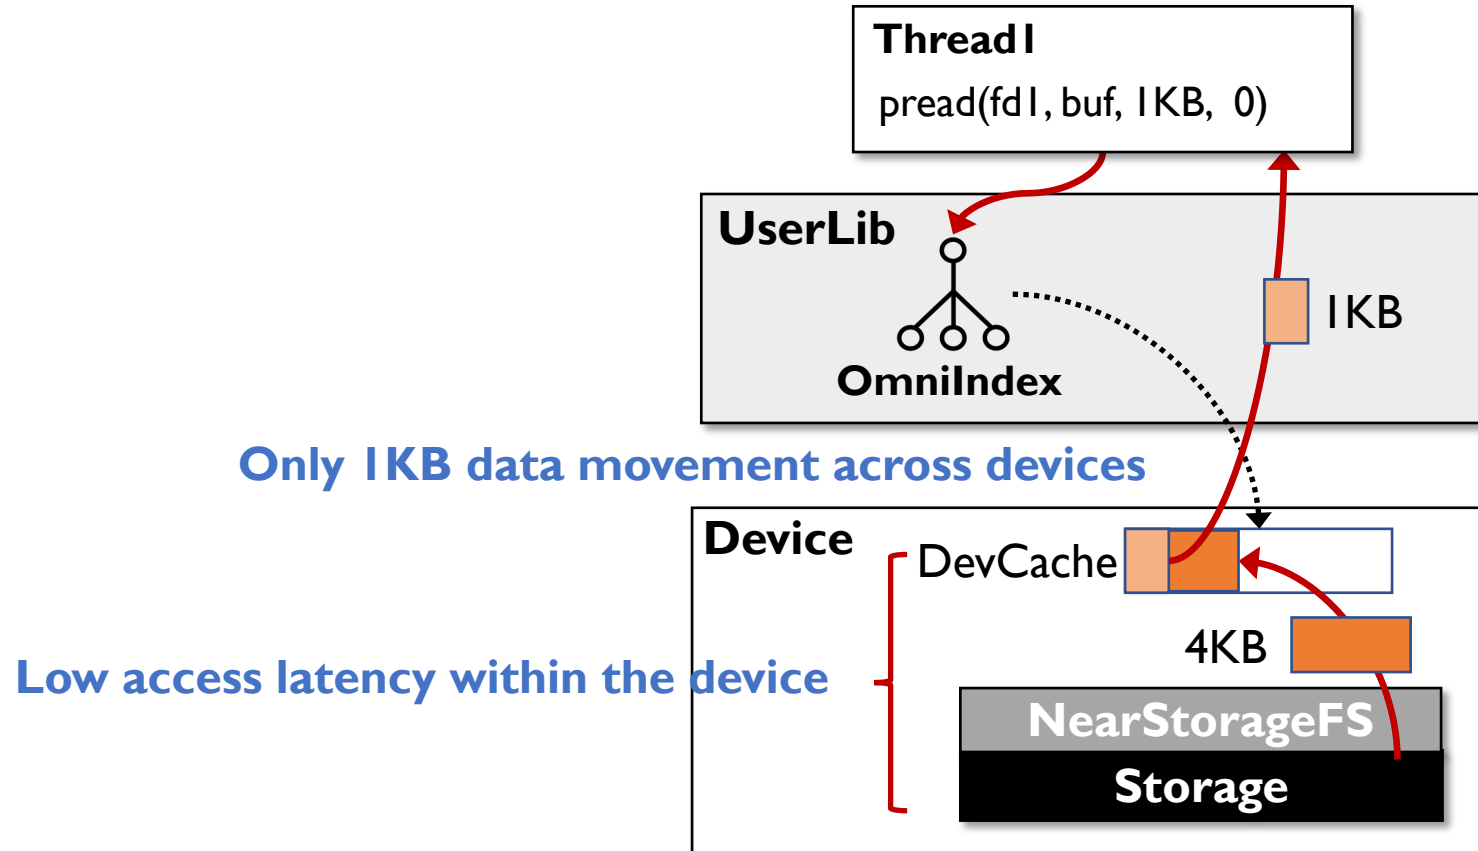 Thread1
pread(fd1, buf, 1KB, 0)
UserLib
1KB
OmniIndex
Only 1KB data movement across devices
Device
DevCache
4KB
Low access latency within the device
NearStorageFS
Storage